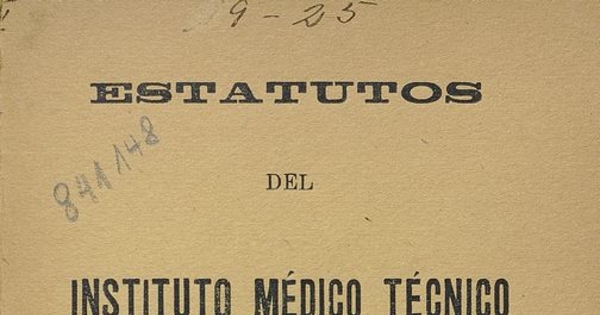 9-25
ESTATUTOS
841148
DEL
INSTITUTO MÉDICO TÉCNICO